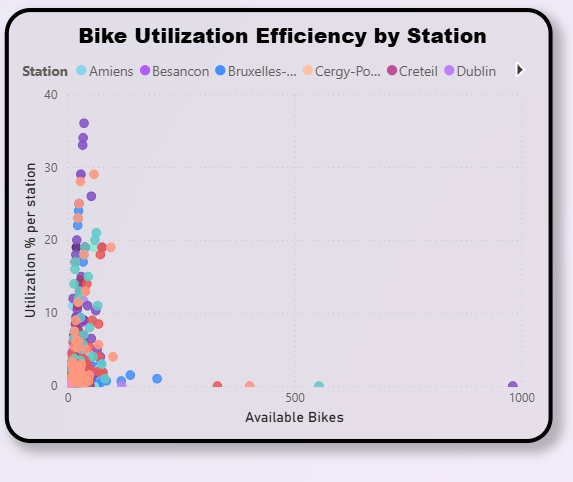 Bike Utilization Efficiency by Station
Station Amiens Besancon Bruxelles-... Cergy-Po... Creteil Dublin
40
30
20
10
0
Utilization % per station
0 500 1000
Available Bikes